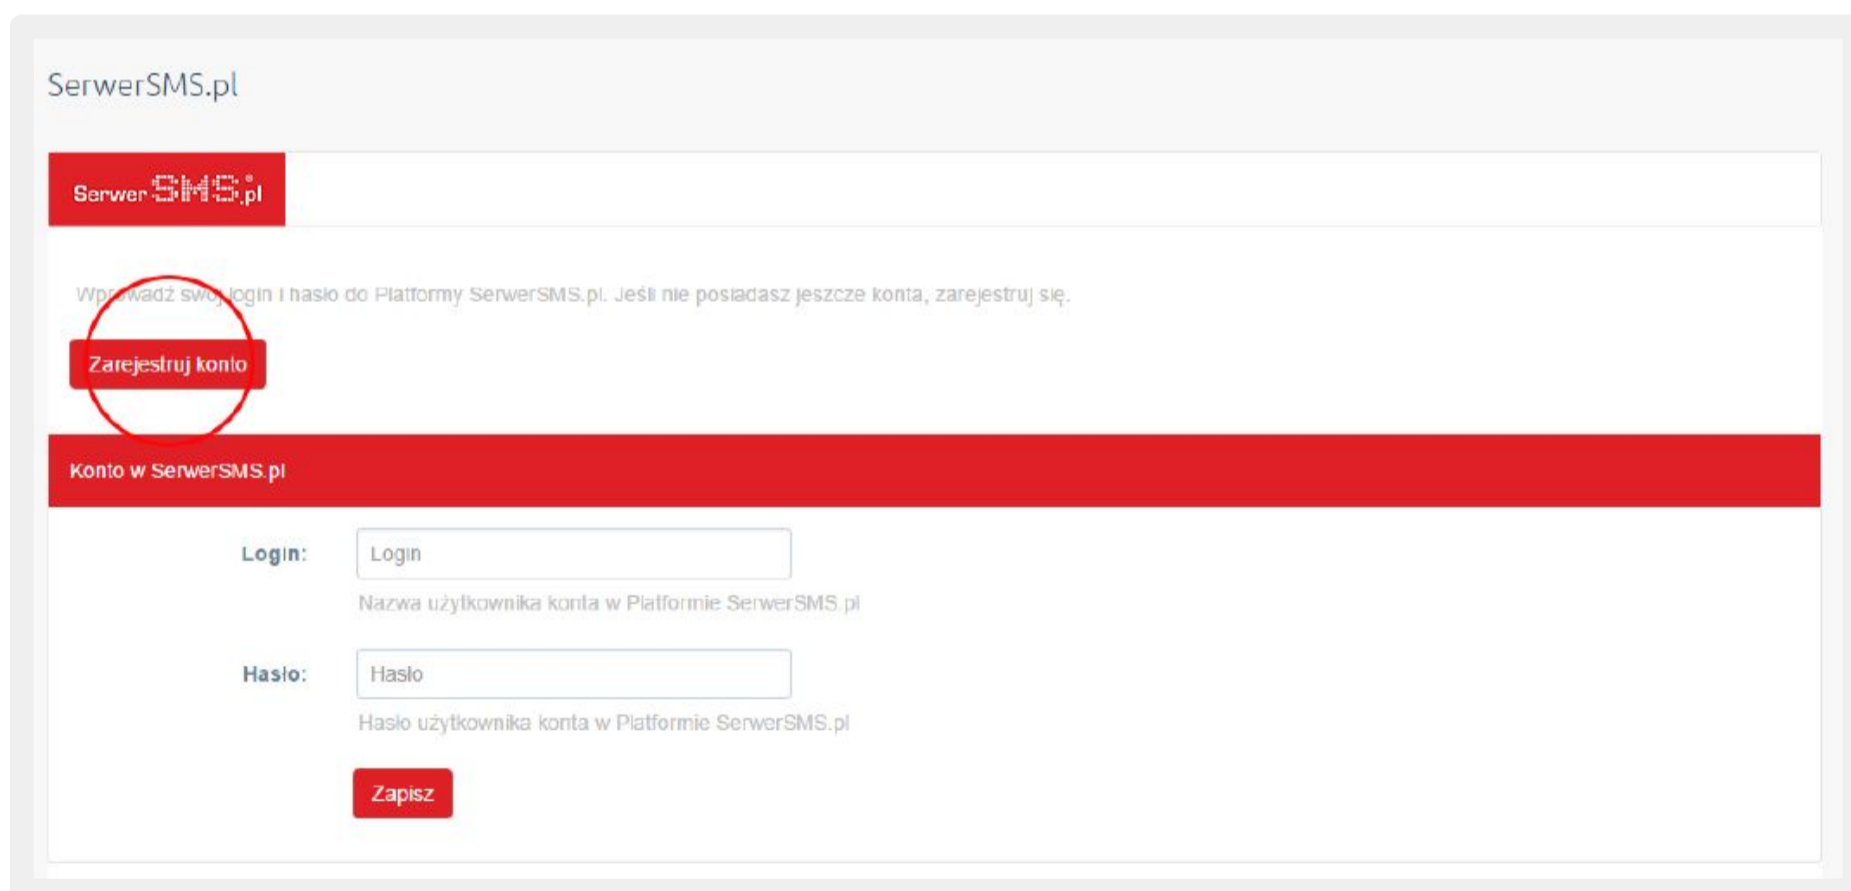 SerwerSMS.pl
Serwer SMS.pl
Wprowadź swój login i hasło do Platformy SerwerSMS.pl. Jeśli nie posiadasz jeszcze konta, zarejestruj się.
Zarejestruj konto
Konto w SerwerSMS.pl
Login:
Login
Nazwa użytkownika konta w Platformie SerwerSMS.pl
Hasło:
Hasło
Hasło użytkownika konta w Platformie SerwerSMS.pl
Zapisz